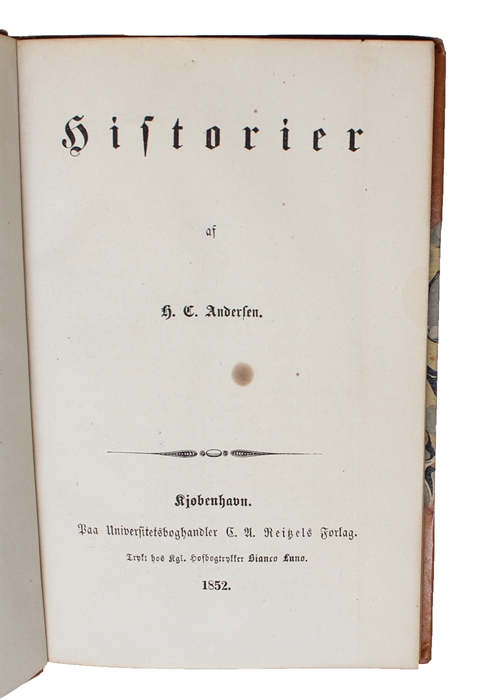 Hiſtorier
af
H. C. Anderſen.
Kjøbenhavn.
Paa Univerſitetsboghandler C. A. Reitzels Forlag.
Trykt hos Kgl. Hofbogtrykker Bianco Luno.
1852.